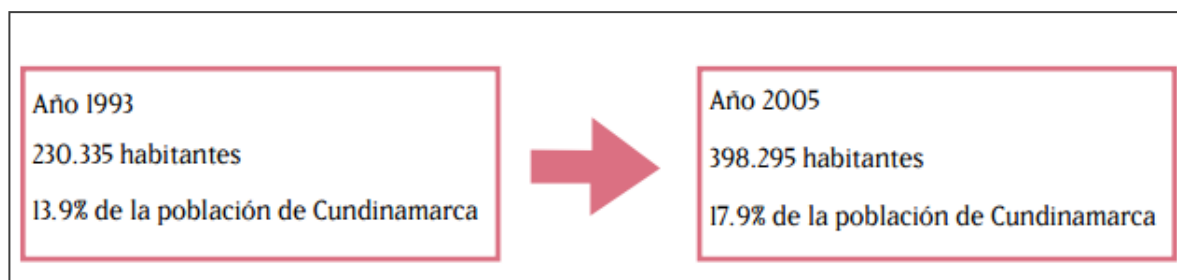 Año 1993
230.335 habitantes
13.9% de la población de Cundinamarca
Año 2005
398.295 habitantes
17.9% de la población de Cundinamarca